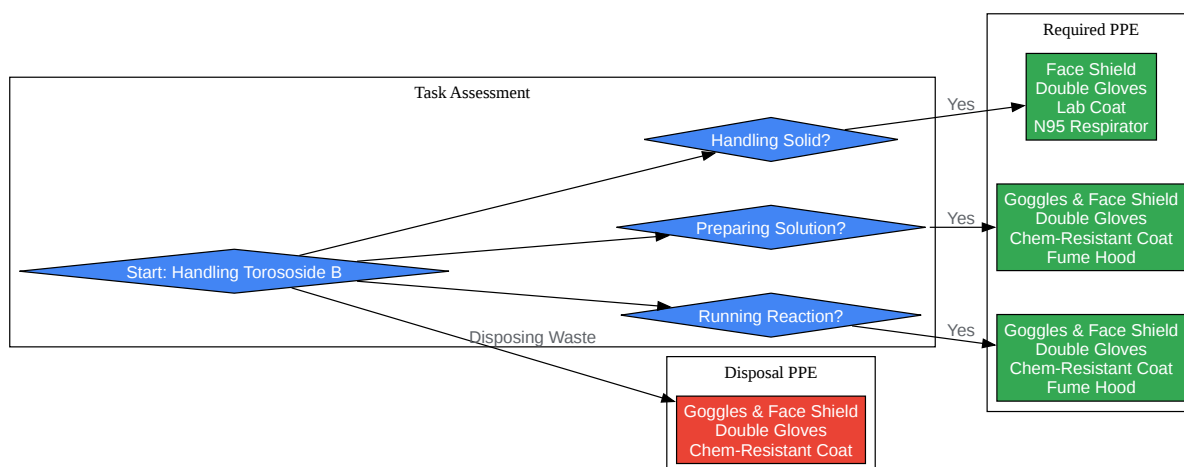 Required PPE
Face Shield
Double Gloves
Lab Coat
N95 Respirator
Task Assessment
Handling Solid?
Yes
Goggles & Face Shield
Double Gloves
Chem-Resistant Coat
Fume Hood
Preparing Solution?
Yes
Start: Handling Torososide B
Running Reaction?
Yes
Goggles & Face Shield
Double Gloves
Chem-Resistant Coat
Fume Hood
Disposing Waste
Disposal PPE
Goggles & Face Shield
Double Gloves
Chem-Resistant Coat